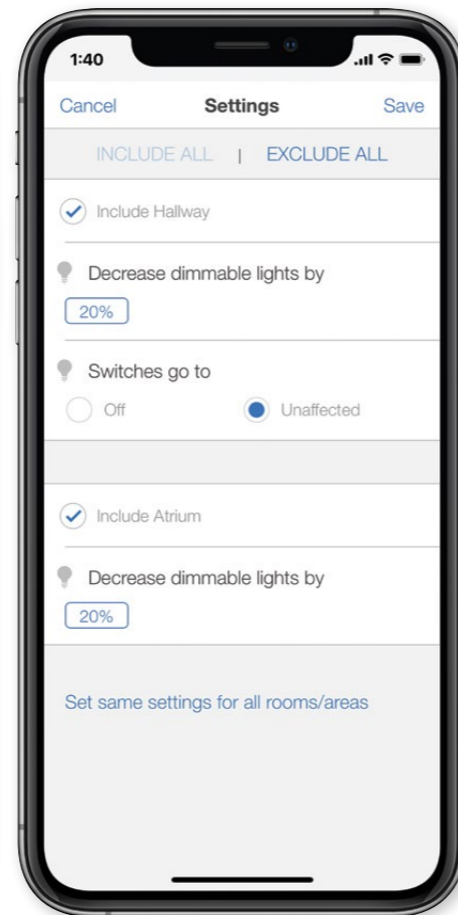 1:40
Cancel Settings Save
INCLUDE ALL | EXCLUDE ALL
Include Hallway
Decrease dimmable lights by
20%
Switches go to
Off Unaffected
Include Atrium
Decrease dimmable lights by
20%
Set same settings for all rooms/areas